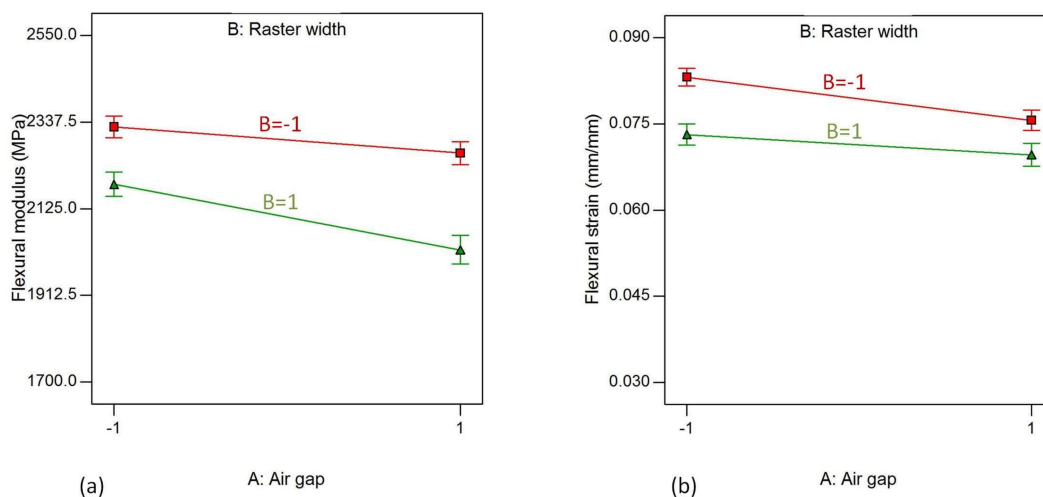 B: Raster width
2550.0
2337.5
2125.0
1912.5
1700.0
Flexural modulus (MPa)
B=-1
B=1
-1
1
A: Air gap
(a)
B: Raster width
0.090
0.075
0.060
0.045
0.030
Flexural strain (mm/mm)
B=-1
B=1
-1
1
A: Air gap
(b)